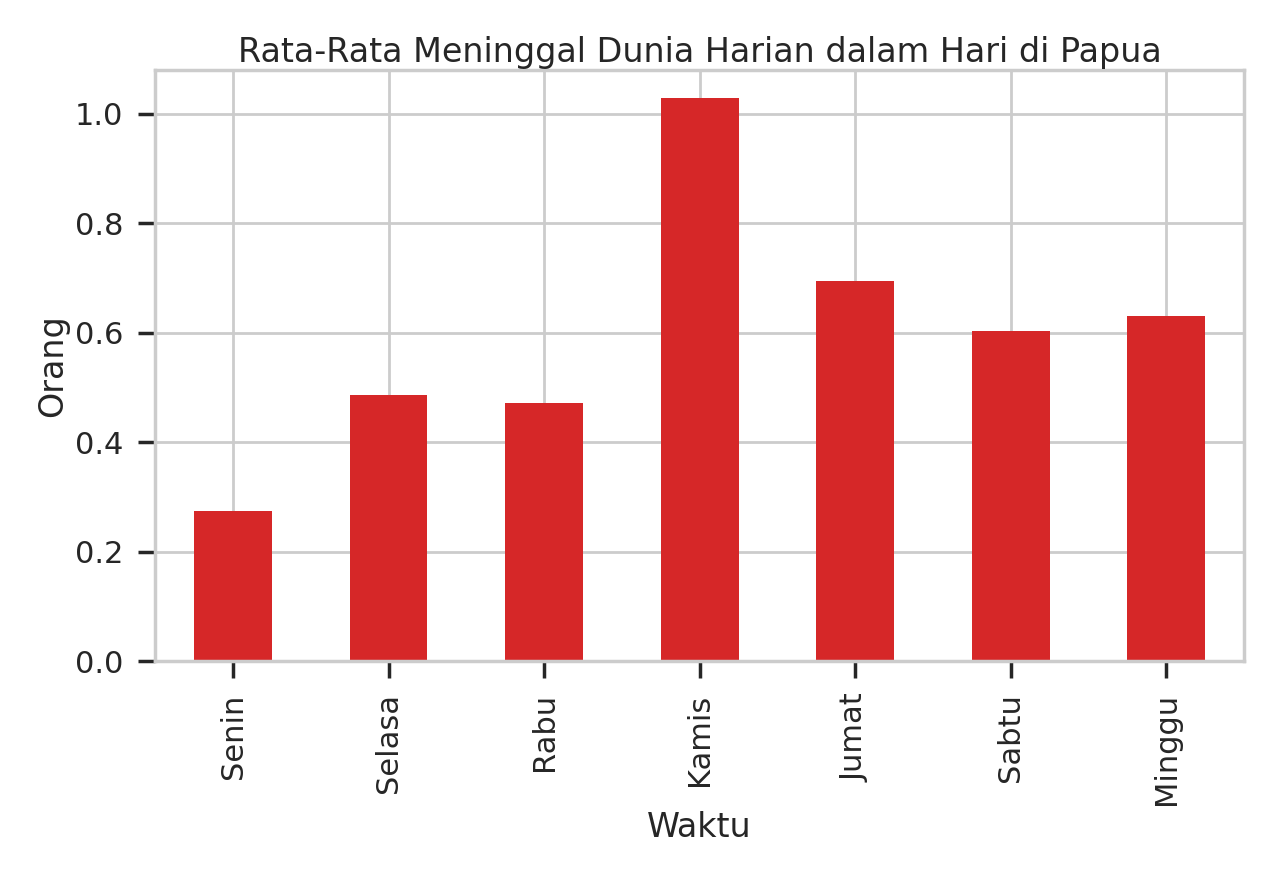 Rata-Rata Meninggal Dunia Harian dalam Hari di Papua
Orang
1.0
0.8
0.6
0.4
0.2
0.0
Senin
Selasa
Rabu
Kamis
Jumat
Sabtu
Minggu
Waktu